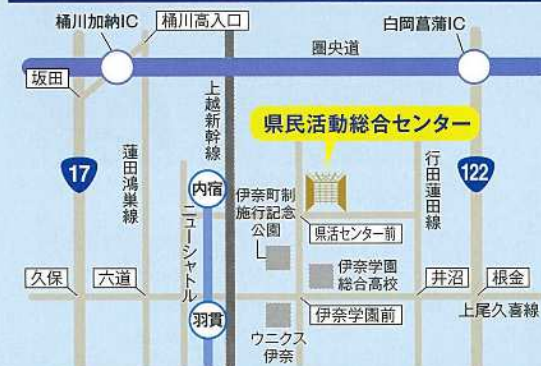 桶川加納IC
桶川高入口
白岡菖蒲IC
圏央道
坂田
上越新幹線
県民活動総合センター
17
蓮田鴻巣線
内宿
伊奈町制
施行記念
公園
行田蓮田線
122
ニューシャトル
県活センター前
伊奈学園
総合高校
久保
六道
井沼
根金
羽貫
伊奈学園前
上尾久喜線
ウニクス
伊奈